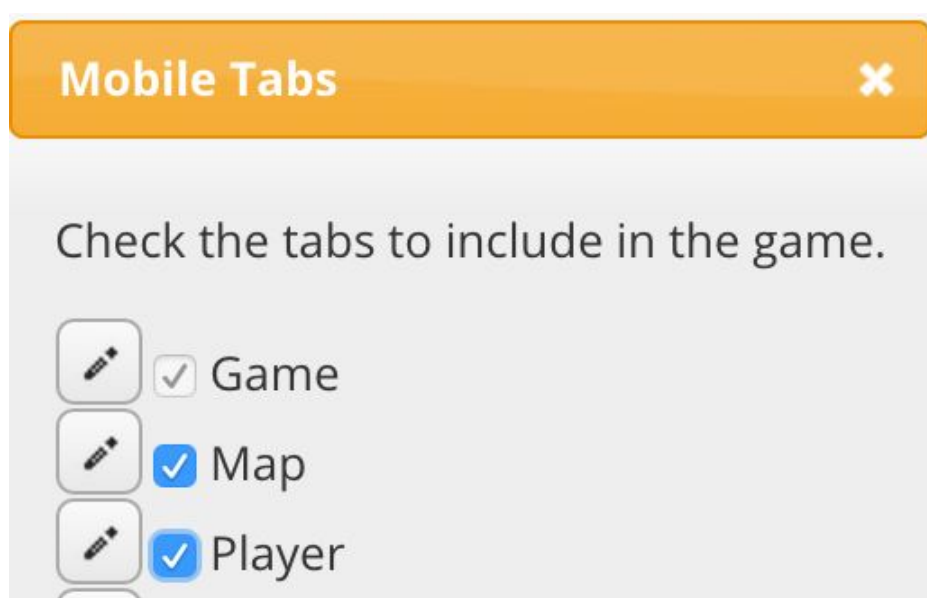 Mobile Tabs
Check the tabs to include in the game.
Game
Map
Player